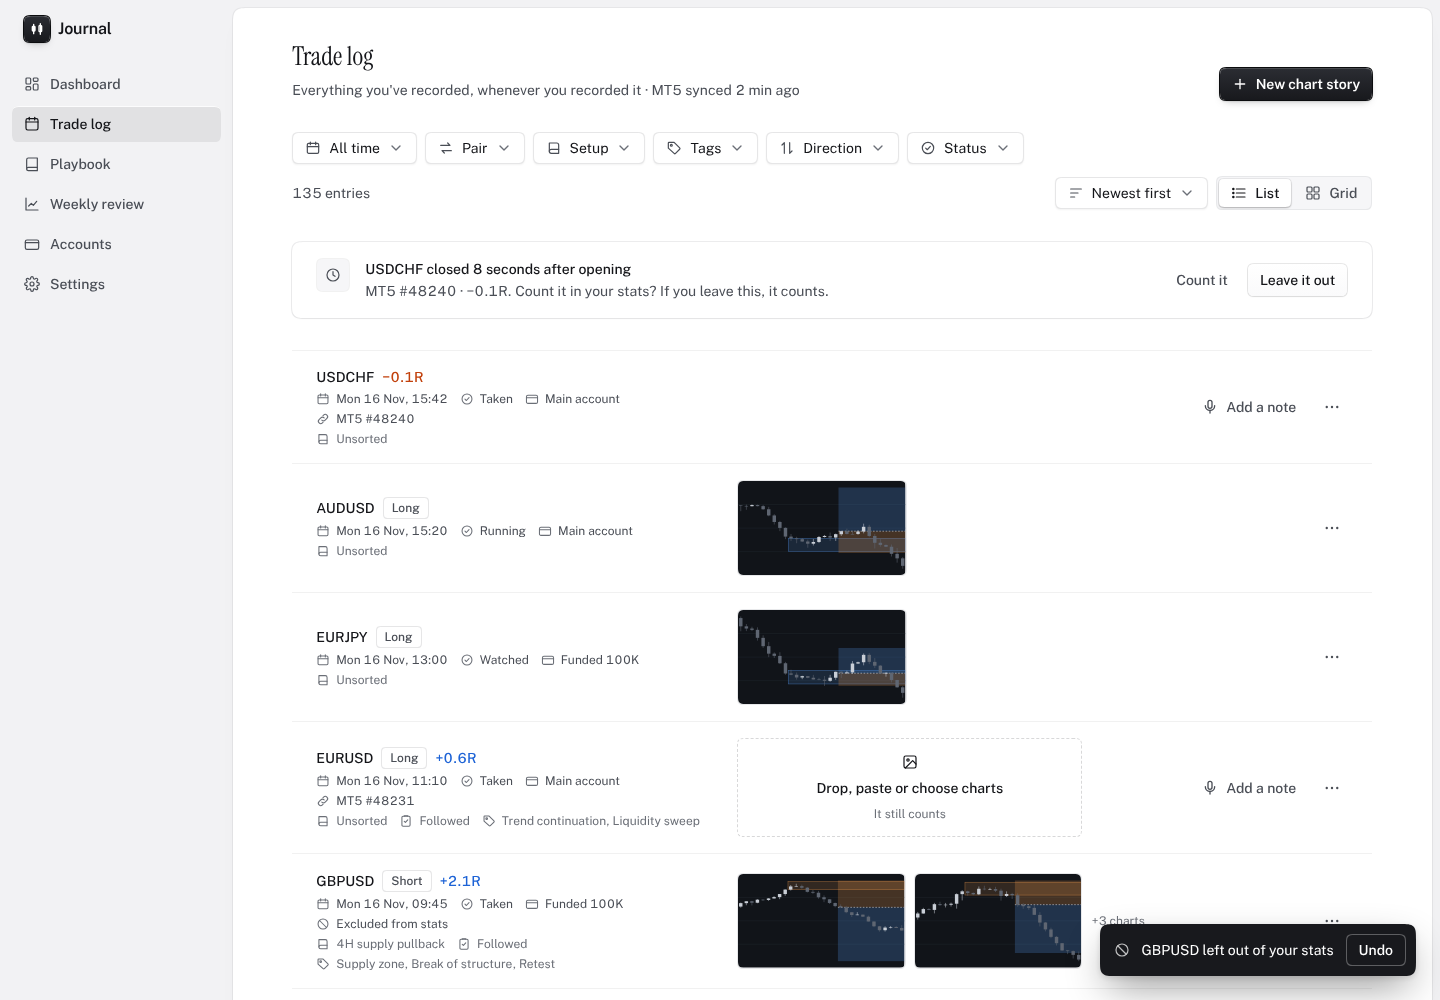 Journal
Dashboard
Trade log
Playbook
Weekly review
Accounts
Settings
Trade log
Everything you've recorded, whenever you recorded it · MT5 synced 2 min ago
New chart story
All time
Pair
Setup
Tags
Direction
Status
135 entries
Newest first
List
Grid
USDCHF closed 8 seconds after opening
MT5 #48240 · −0.1R. Count it in your stats? If you leave this, it counts.
Count it
Leave it out
USDCHF −0.1R
Mon 16 Nov, 15:42 Taken Main account
MT5 #48240
Unsorted
Add a note
AUDUSD Long
Mon 16 Nov, 15:20 Running Main account
Unsorted
EURJPY Long
Mon 16 Nov, 13:00 Watched Funded 100K
Unsorted
EURUSD Long +0.6R
Mon 16 Nov, 11:10 Taken Main account
MT5 #48231
Unsorted Followed Trend continuation, Liquidity sweep
Drop, paste or choose charts
It still counts
Add a note
GBPUSD Short +2.1R
Mon 16 Nov, 09:45 Taken Funded 100K
Excluded from stats
4H supply pullback Followed
Supply zone, Break of structure, Retest
+3 charts
GBPUSD left out of your stats
Undo